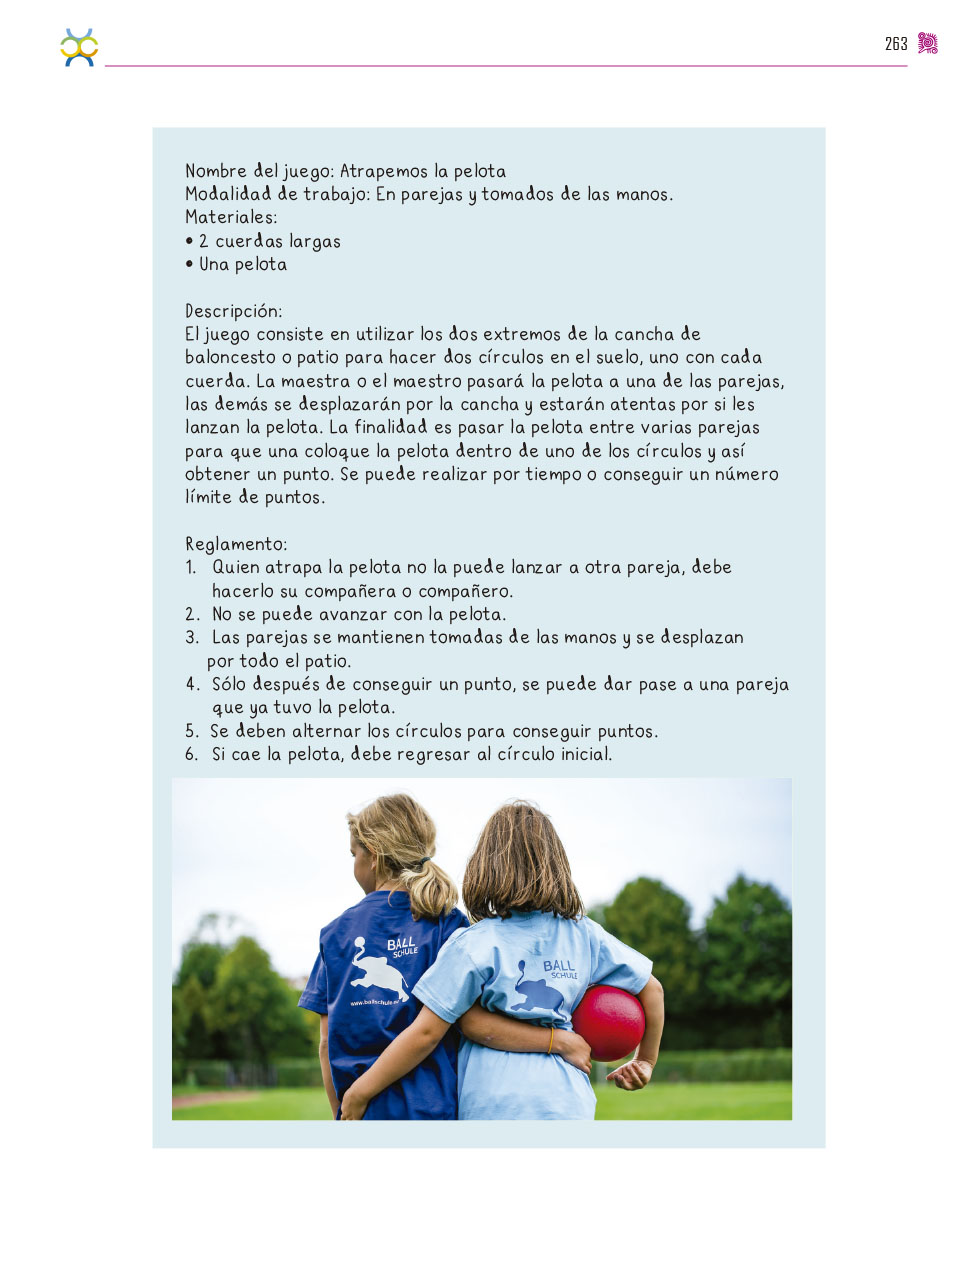 263
Nombre del juego: Atrapemos la pelota
Modalidad de trabajo: En parejas y tomados de las manos.
Materiales:
• 2 cuerdas largas
• Una pelota
Descripción:
El juego consiste en utilizar los dos extremos de la cancha de
baloncesto o patio para hacer dos círculos en el suelo, uno con cada
cuerda. La maestra o el maestro pasará la pelota a una de las parejas,
las demás se desplazarán por la cancha y estarán atentas por si les
lanzan la pelota. La finalidad es pasar la pelota entre varias parejas
para que una coloque la pelota dentro de uno de los círculos y así
obtener un punto. Se puede realizar por tiempo o conseguir un número
límite de puntos.
Reglamento:
1. Quien atrapa la pelota no la puede lanzar a otra pareja, debe
hacerlo su compañera o compañero.
2. No se puede avanzar con la pelota.
3. Las parejas se mantienen tomadas de las manos y se desplazan
por todo el patio.
4. Sólo después de conseguir un punto, se puede dar pase a una pareja
que ya tuvo la pelota.
5. Se deben alternar los círculos para conseguir puntos.
6. Si cae la pelota, debe regresar al círculo inicial.
BALL
SCHULE
BALL
SCHULE